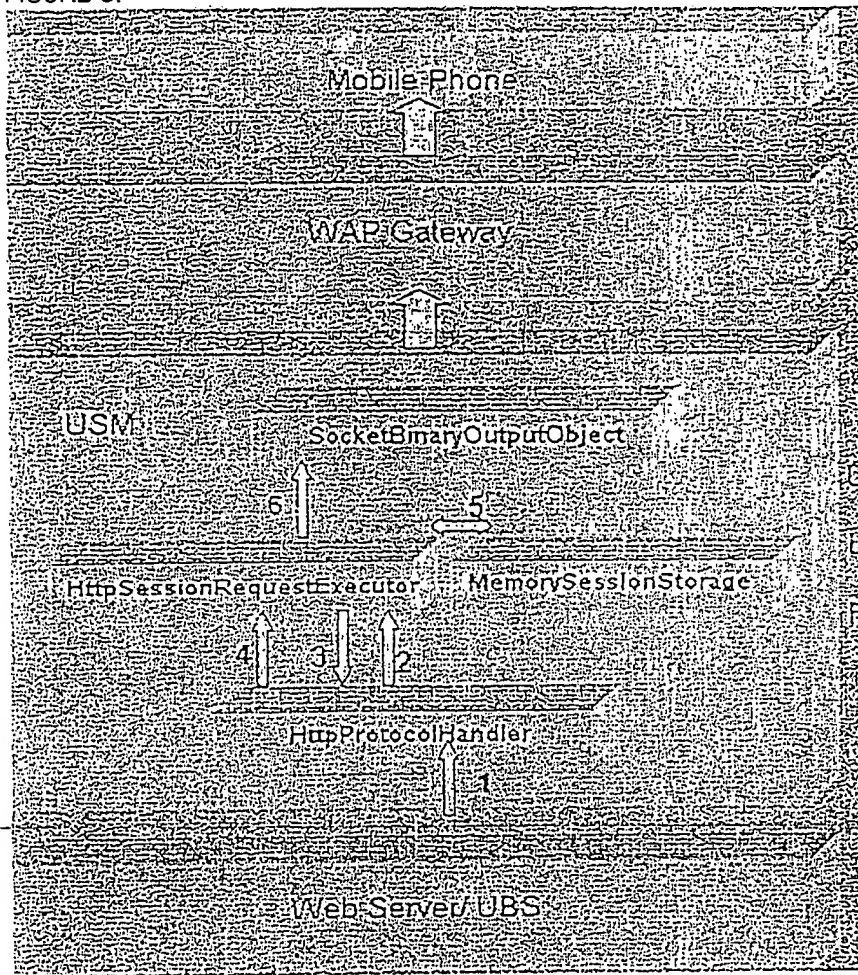 Mobile Phone
WAP Gateway
USM
SocketBinaryOutputObject
6
5
HttpSessionRequestExecutor
MemorySessionStorage
4
3
2
HttpProtocolHandler
1
Web Server/ UBS